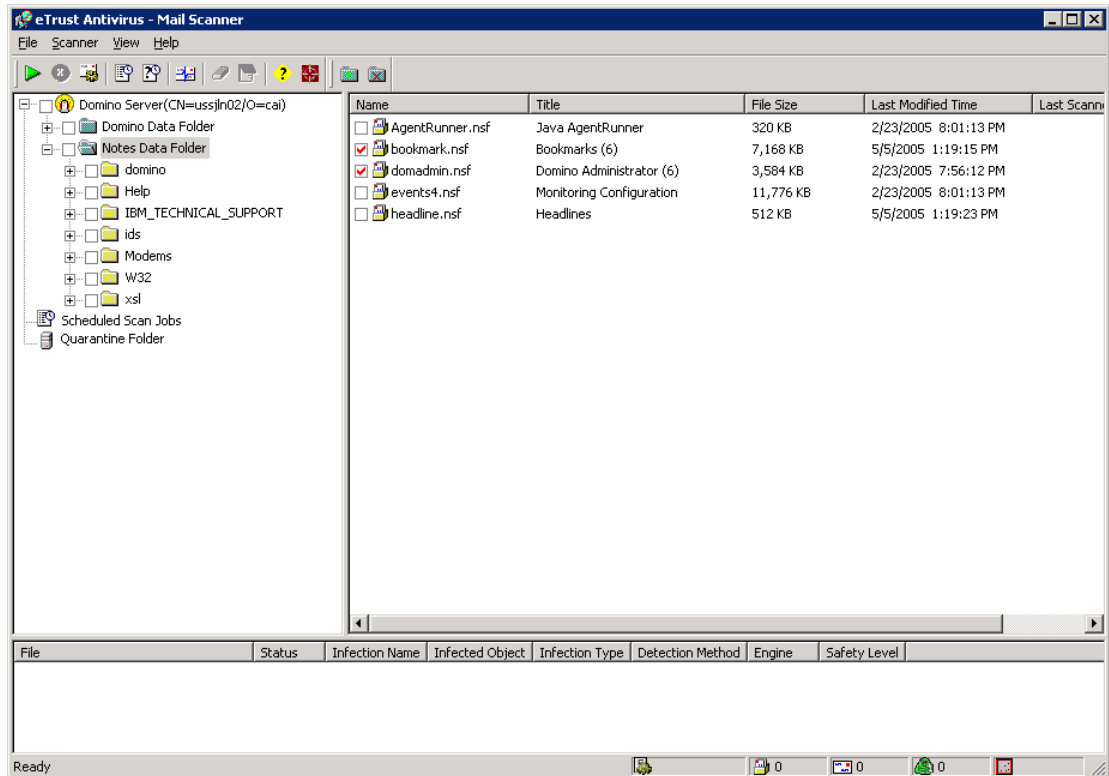 eTrust Antivirus - Mail Scanner
File Scanner View Help
Domino Server(CN=ussjln02/O=cai)
Domino Data Folder
Notes Data Folder
domino
Help
IBM_TECHNICAL_SUPPORT
ids
Modems
W32
xsl
Scheduled Scan Jobs
Quarantine Folder
Name Title File Size Last Modified Time Last Scann
AgentRunner.nsf Java AgentRunner 320 KB 2/23/2005 8:01:13 PM
bookmark.nsf Bookmarks (6) 7,168 KB 5/5/2005 1:19:15 PM
domadmin.nsf Domino Administrator (6) 3,584 KB 2/23/2005 7:56:12 PM
events4.nsf Monitoring Configuration 11,776 KB 2/23/2005 8:01:13 PM
headline.nsf Headlines 512 KB 5/5/2005 1:19:23 PM
File Status Infection Name Infected Object Infection Type Detection Method Engine Safety Level
Ready 0 0 0